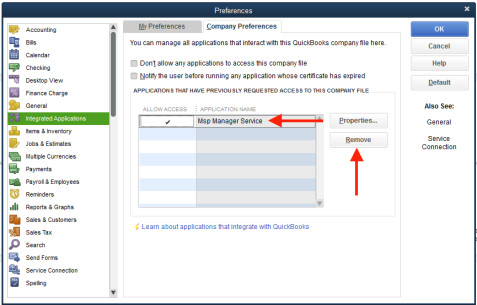 Preferences
Accounting
Bills
Calendar
Checking
Desktop View
Finance Charge
General
Integrated Applications
Items & Inventory
Jobs & Estimates
Multiple Currencies
Payments
Payroll & Employees
Reminders
Reports & Graphs
Sales & Customers
Sales Tax
Search
Send Forms
Service Connection
Spelling
My Preferences
Company Preferences
You can manage all applications that interact with this QuickBooks company file here.
Don't allow any applications to access this company file
Notify the user before running any application whose certificate has expired
APPLICATIONS THAT HAVE PREVIOUSLY REQUESTED ACCESS TO THIS COMPANY FILE
ALLOW ACCESS
APPLICATION NAME
Msp Manager Service
Properties...
Remove
Learn about applications that integrate with QuickBooks
OK
Cancel
Help
Default
Also See:
General
Service
Connection